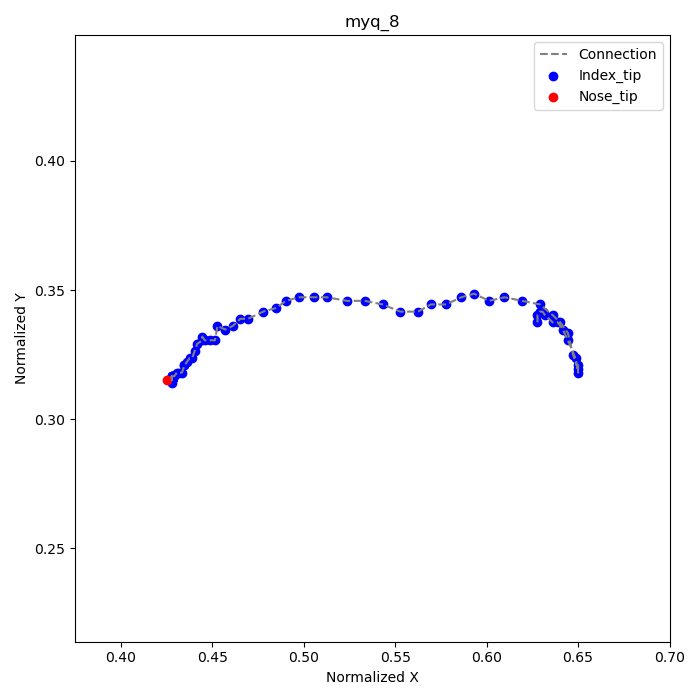 myq_8
Connection
Index_tip
Nose_tip
0.40
0.35
0.30
0.25
Normalized Y
0.40 0.45 0.50 0.55 0.60 0.65 0.70
Normalized X